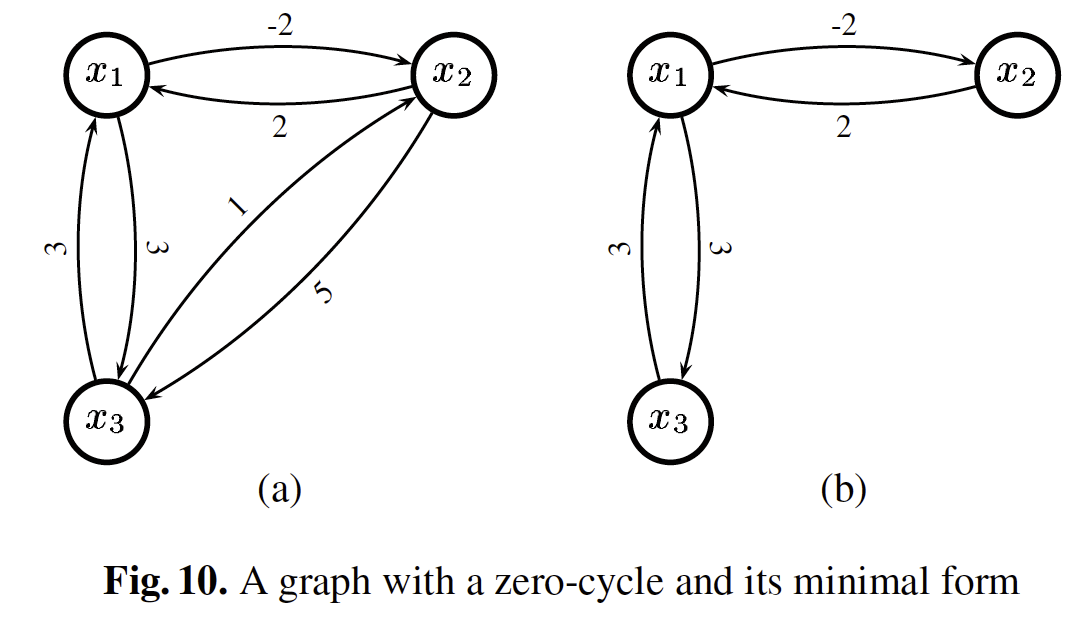 -2
x1
x2
2
1
3
3
5
x3
(a)
-2
x1
x2
2
3
3
x3
(b)
Fig. 10. A graph with a zero-cycle and its minimal form